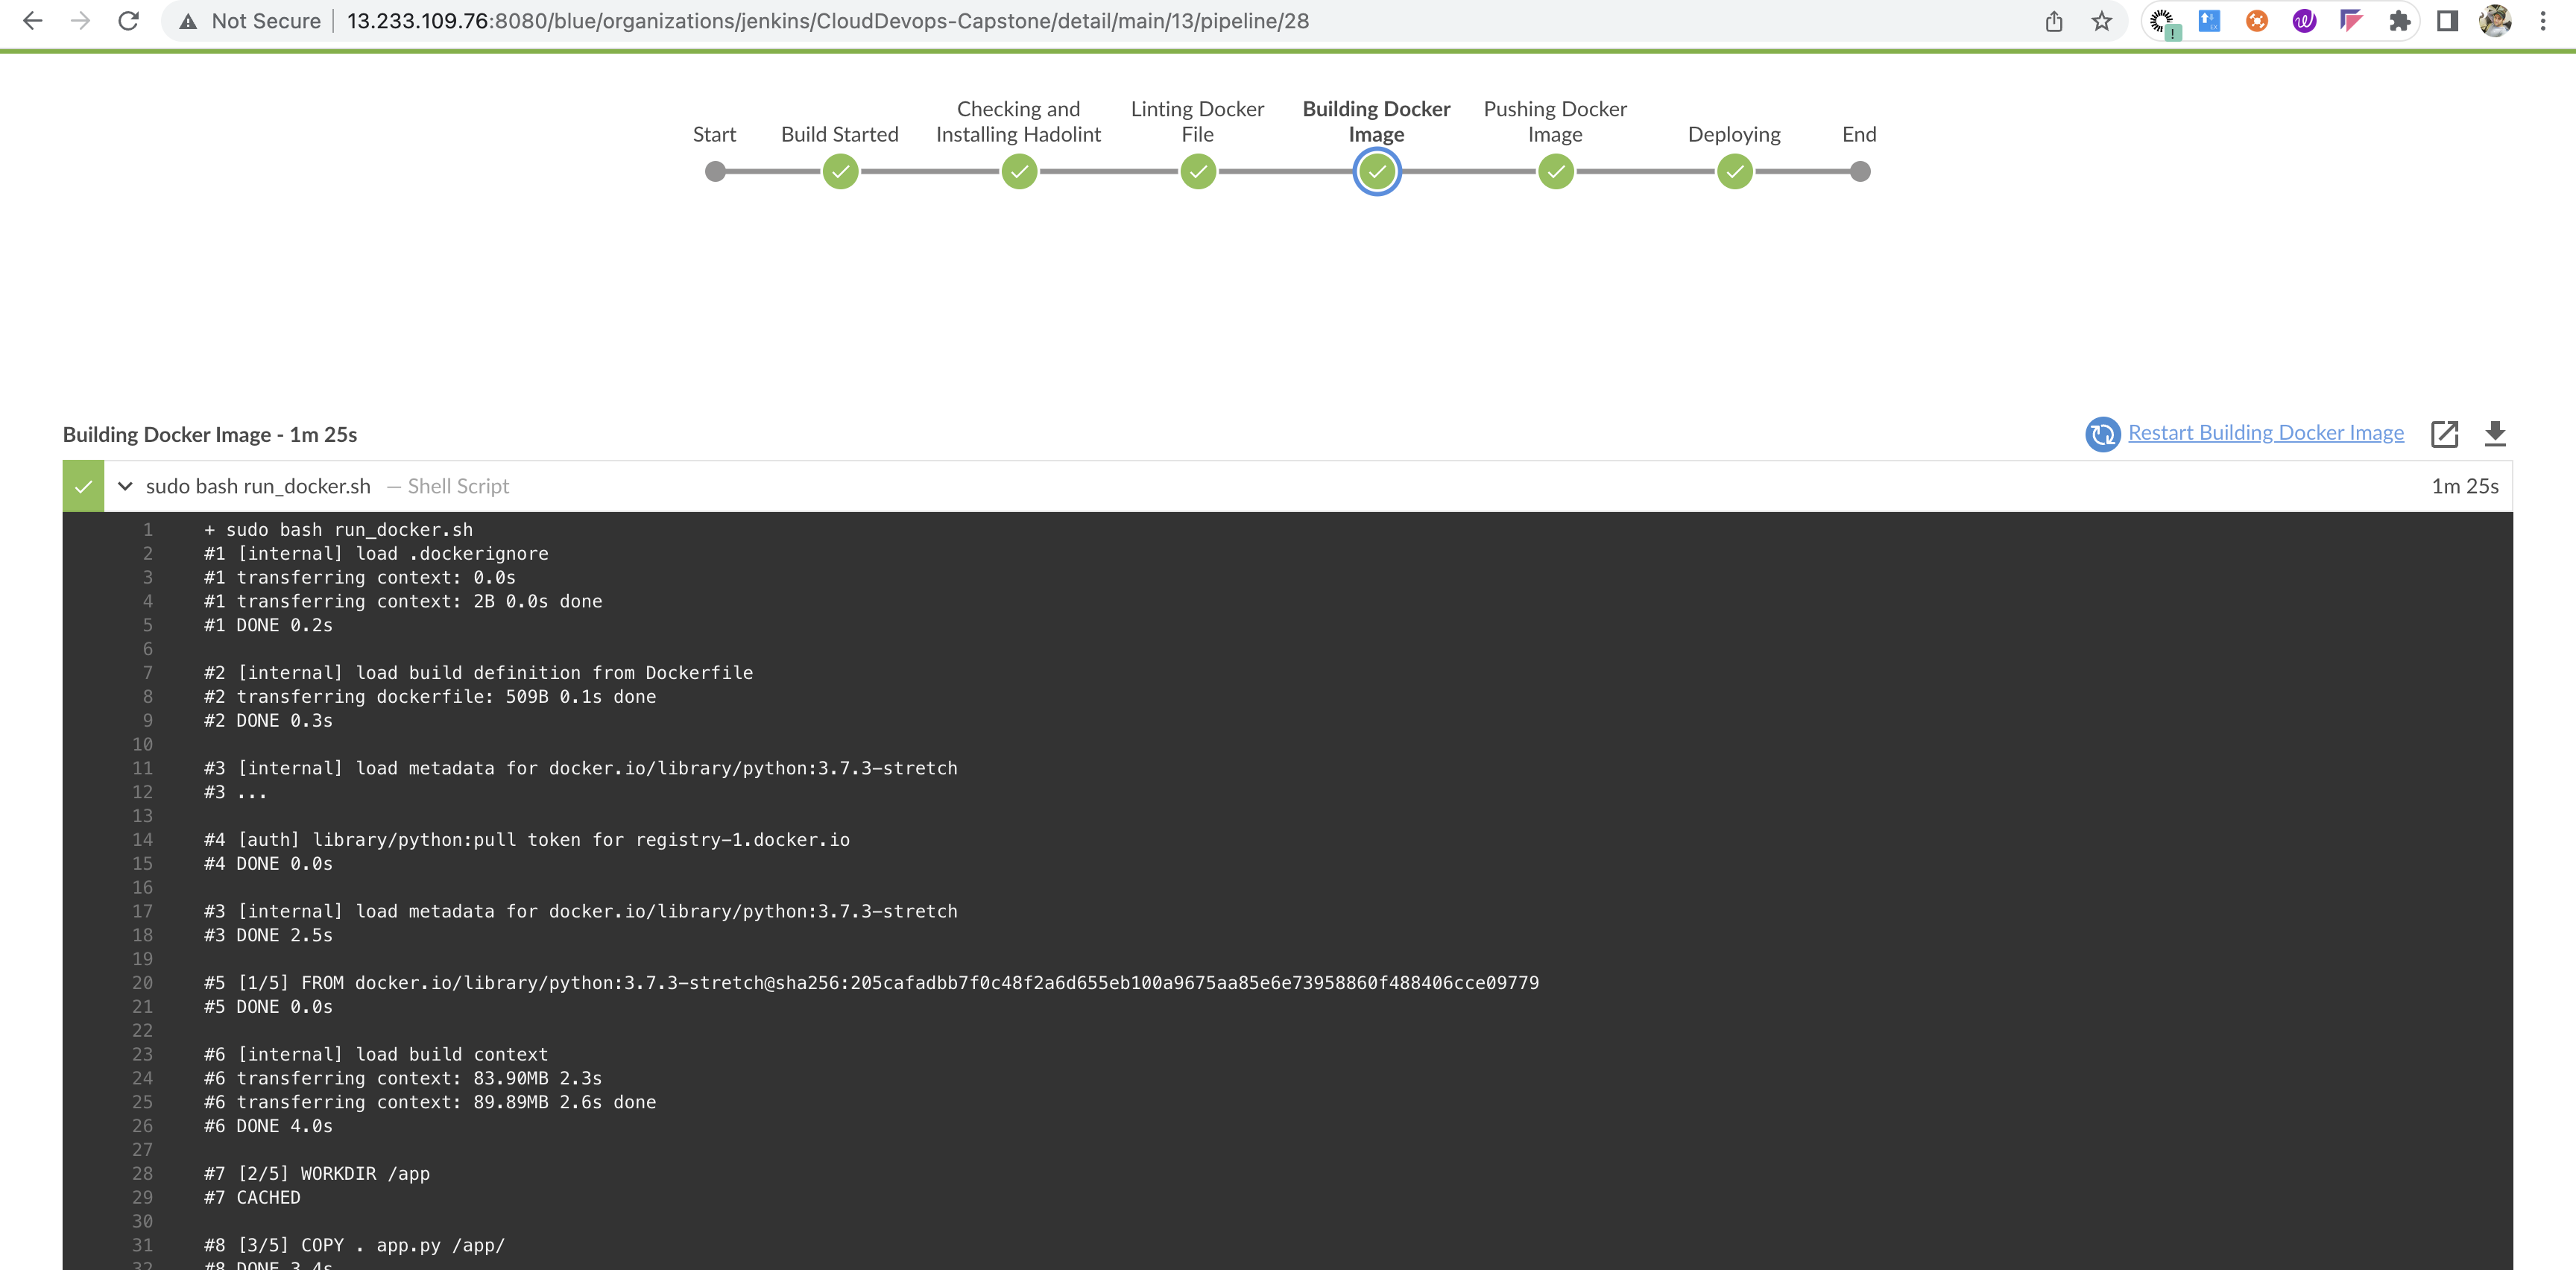 Not Secure 13.233.109.76:8080/blue/organizations/jenkins/CloudDevops-Capstone/detail/main/13/pipeline/28
Start
Build Started
Checking and
Installing Hadolint
Linting Docker
File
Building Docker
Image
Pushing Docker
Image
Deploying
End
Building Docker Image - 1m 25s
Restart Building Docker Image
sudo bash run_docker.sh — Shell Script 1m 25s
1 + sudo bash run_docker.sh
2 #1 [internal] load .dockerignore
3 #1 transferring context: 0.0s
4 #1 transferring context: 2B 0.0s done
5 #1 DONE 0.2s
6
7 #2 [internal] load build definition from Dockerfile
8 #2 transferring dockerfile: 509B 0.1s done
9 #2 DONE 0.3s
10
11 #3 [internal] load metadata for docker.io/library/python:3.7.3-stretch
12 #3 ...
13
14 #4 [auth] library/python:pull token for registry-1.docker.io
15 #4 DONE 0.0s
16
17 #3 [internal] load metadata for docker.io/library/python:3.7.3-stretch
18 #3 DONE 2.5s
19
20 #5 [1/5] FROM docker.io/library/python:3.7.3-stretch@sha256:205cafadbb7f0c48f2a6d655eb100a9675aa85e6e73958860f488406cce09779
21 #5 DONE 0.0s
22
23 #6 [internal] load build context
24 #6 transferring context: 83.90MB 2.3s
25 #6 transferring context: 89.89MB 2.6s done
26 #6 DONE 4.0s
27
28 #7 [2/5] WORKDIR /app
29 #7 CACHED
30
31 #8 [3/5] COPY . app.py /app/
32 #8 DONE 3.4s